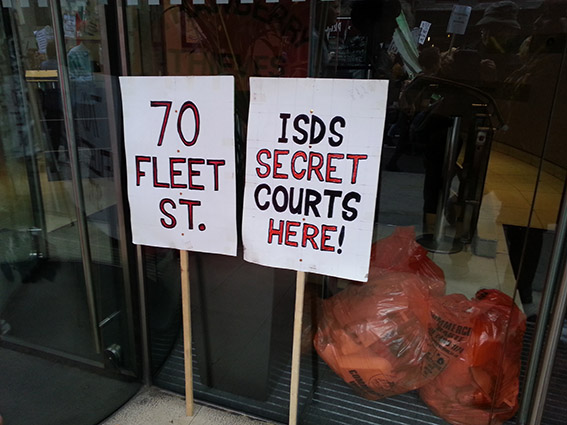 70
FLEET
ST.
ISDS
SECRET
COURTS
HERE!